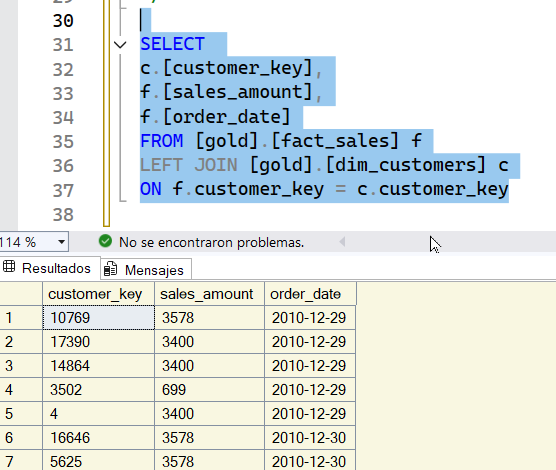 30
31 SELECT
32 c.[customer_key],
33 f.[sales_amount],
34 f.[order_date]
35 FROM [gold].[fact_sales] f
36 LEFT JOIN [gold].[dim_customers] c
37 ON f.customer_key = c.customer_key
38
114 % No se encontraron problemas.
Resultados Mensajes
customer_key sales_amount order_date
1 10769 3578 2010-12-29
2 17390 3400 2010-12-29
3 14864 3400 2010-12-29
4 3502 699 2010-12-29
5 4 3400 2010-12-29
6 16646 3578 2010-12-30
7 5625 3578 2010-12-30